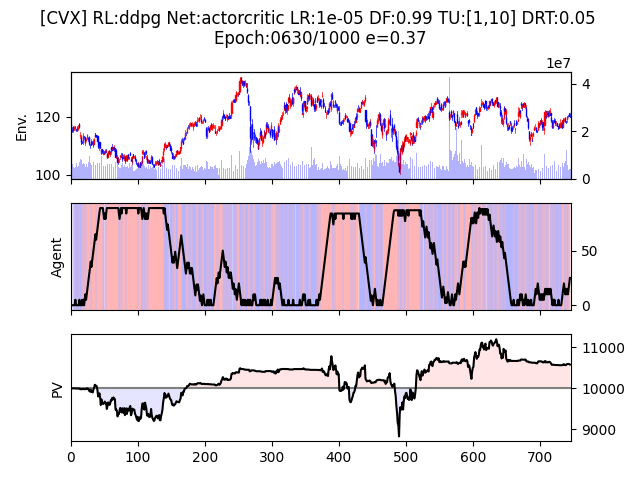 [CVX] RL:ddpg Net:actorcritic LR:1e-05 DF:0.99 TU:[1,10] DRT:0.05
Epoch:0630/1000 e=0.37
1e7
Env.
120
100
4
2
0
Agent
50
0
PV
11000
10000
9000
0 100 200 300 400 500 600 700